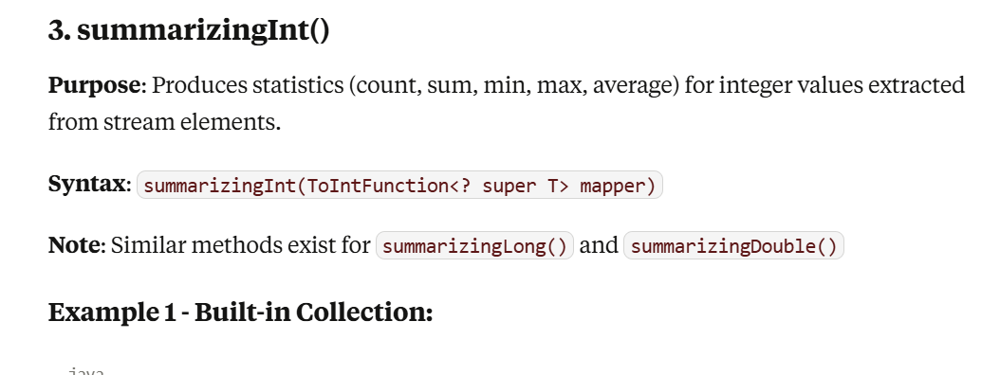 3. summarizingInt()
Purpose: Produces statistics (count, sum, min, max, average) for integer values extracted
from stream elements.
Syntax: summarizingInt(ToIntFunction<? super T> mapper)
Note: Similar methods exist for summarizingLong() and summarizingDouble()
Example 1 - Built-in Collection:
java